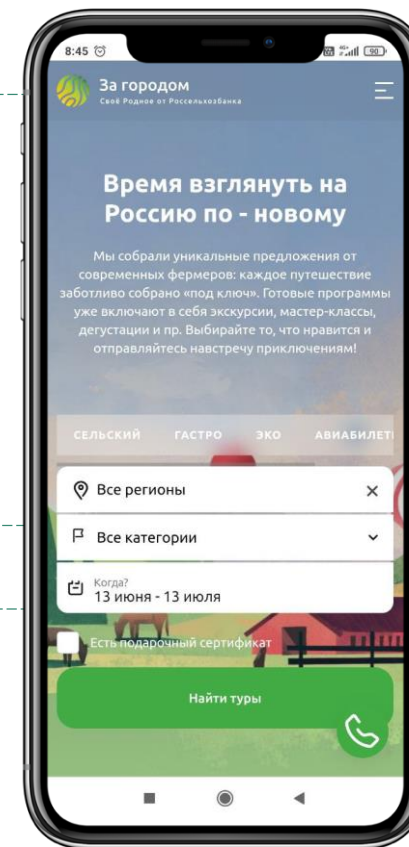 8:45
90
За городом
Своё Родное от Россельхозбанка
Время взглянуть на
Россию по - новому
Мы собрали уникальные предложения от
современных фермеров: каждое путешествие
заботливо собрано «под ключ». Готовые программы
уже включают в себя экскурсии, мастер-классы,
дегустации и пр. Выбирайте то, что нравится и
отправляйтесь навстречу приключениям!
СЕЛЬСКИЙ ГАСТРО ЭКО АВИАБИЛЕТ
Все регионы
Все категории
Когда?
13 июня - 13 июля
Есть подарочный сертификат
Найти туры